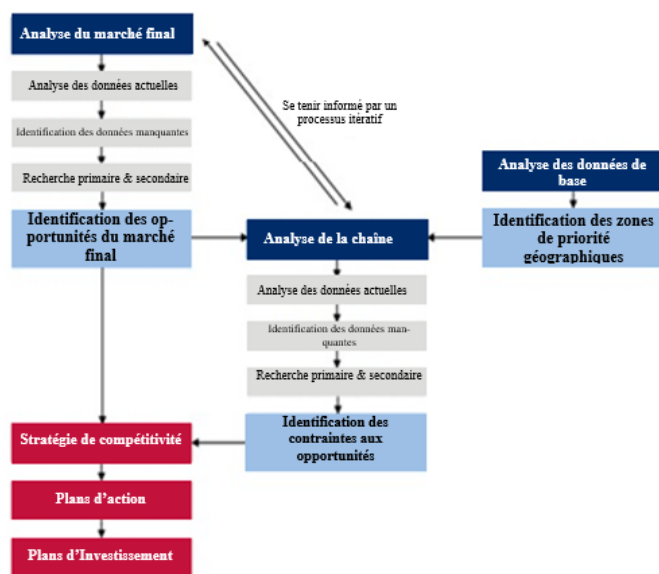 Analyse du marché final
Analyse des données actuelles
Identification des données manquantes
Recherche primaire & secondaire
Identification des op-
portunités du marché
final
Se tenir informé par un
processus itératif
Analyse des données de
base
Identification des zones
de priorité
géographiques
Analyse de la chaîne
Analyse des données actuelles
Identification des données man-
quantes
Recherche primaire & secondaire
Identification des
contraintes aux
opportunités
Stratégie de compétitivité
Plans d'action
Plans d'Investissement